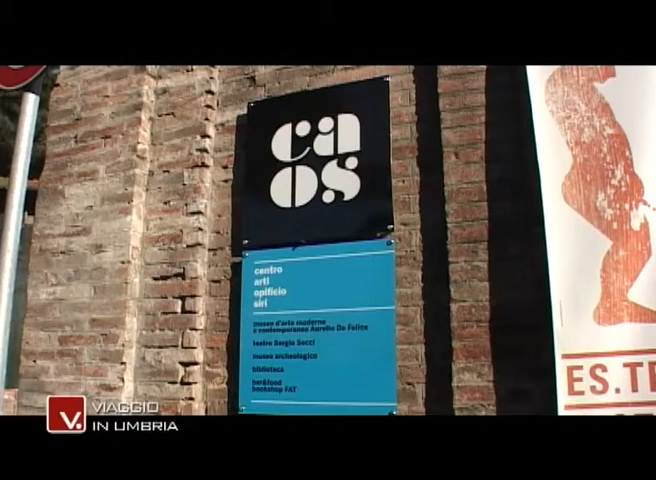 ca
os
centro
arti
opificio
siri
museo d'arte moderna
e contemporanea Aurelio De Felice
teatro Sergio Secci
museo archeologico
biblioteca
bar&food
bookshop FAT
ES.T
V.
VIAGGIO
IN UMBRIA